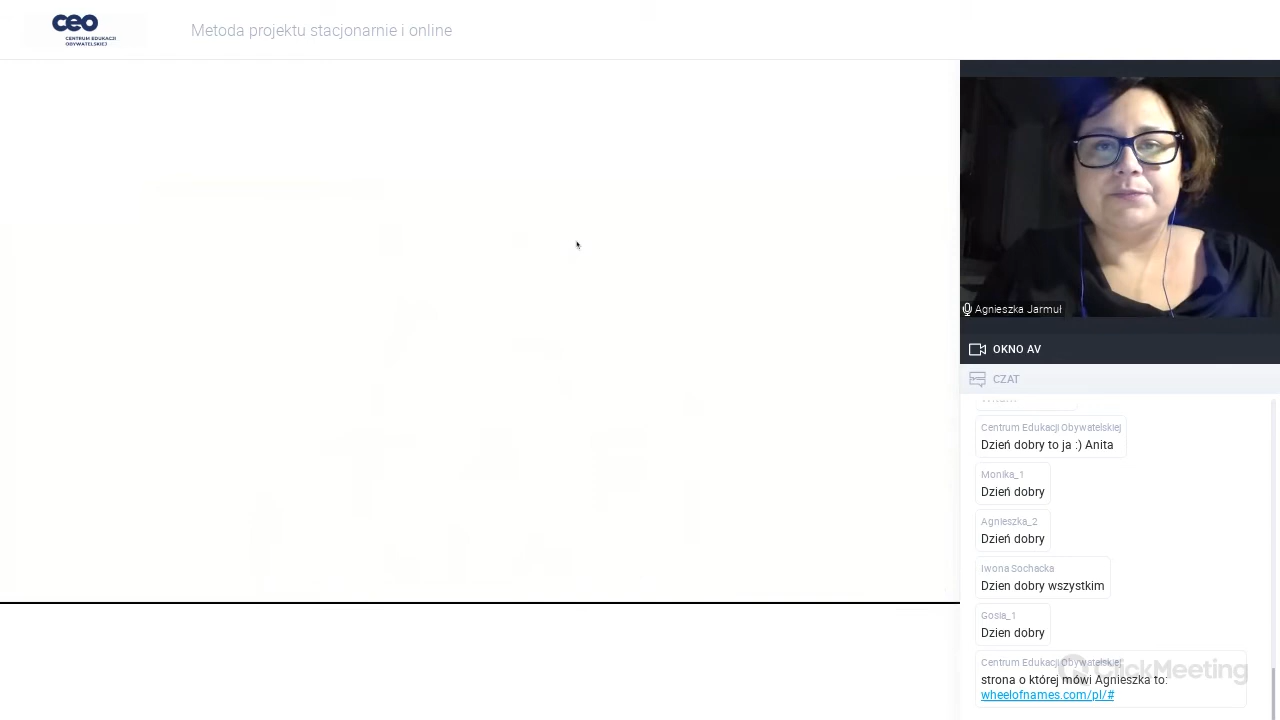 ceo
CENTRUM EDUKACJI
OBYWATELSKIEJ
Metoda projektu stacjonarnie i online
Agnieszka Jarmuł
OKNO AV
CZAT
Centrum Edukacji Obywatelskiej
Dzień dobry to ja :) Anita
Monika_1
Dzień dobry
Agnieszka_2
Dzień dobry
Iwona Sochacka
Dzien dobry wszystkim
Gosia_1
Dzien dobry
Centrum Edukacji Obywatelskiej
strona o której mówi Agnieszka to:
wheelofnames.com/pl/#
ClickMeeting